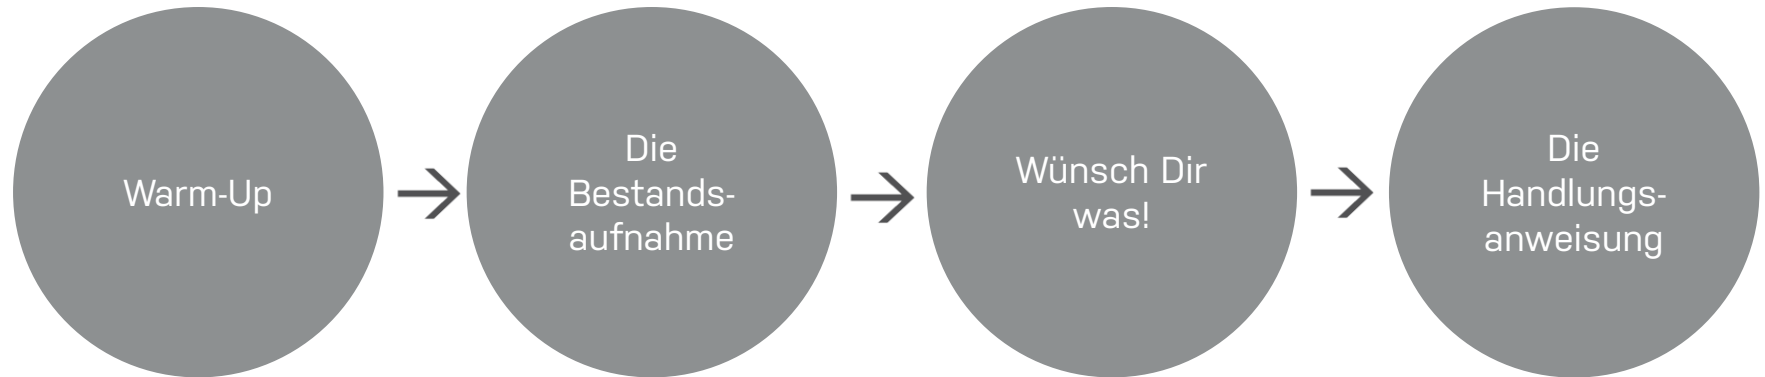 Warm-Up
Die
Bestands-
aufnahme
Wünsch Dir
was!
Die
Handlungs-
anweisung